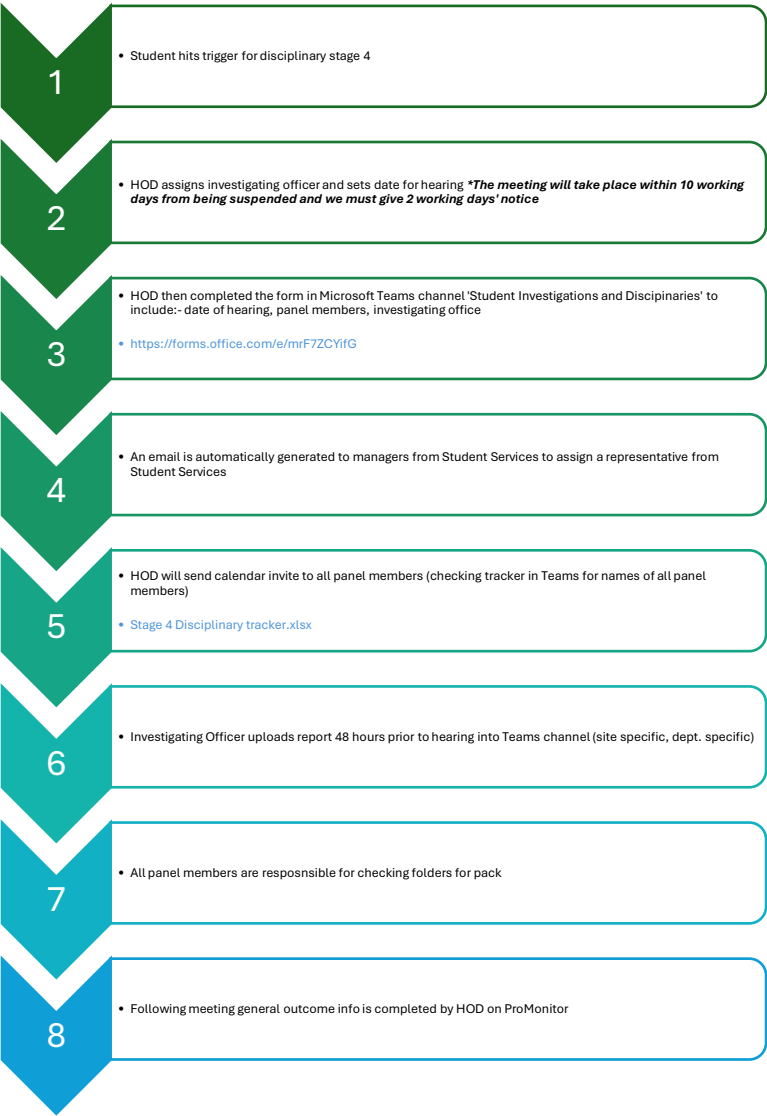 1
• Student hits trigger for disciplinary stage 4
2
• HOD assigns investigating officer and sets date for hearing *The meeting will take place within 10 working
days from being suspended and we must give 2 working days' notice
3
• HOD then completed the form in Microsoft Teams channel 'Student Investigations and Discipinaries' to
include:- date of hearing, panel members, investigating office
• https://forms.office.com/e/mrF7ZCYifG
4
• An email is automatically generated to managers from Student Services to assign a representative from
Student Services
5
• HOD will send calendar invite to all panel members (checking tracker in Teams for names of all panel
members)
• Stage 4 Disciplinary tracker.xlsx
6
• Investigating Officer uploads report 48 hours prior to hearing into Teams channel (site specific, dept. specific)
7
• All panel members are resposnsible for checking folders for pack
8
• Following meeting general outcome info is completed by HOD on ProMonitor